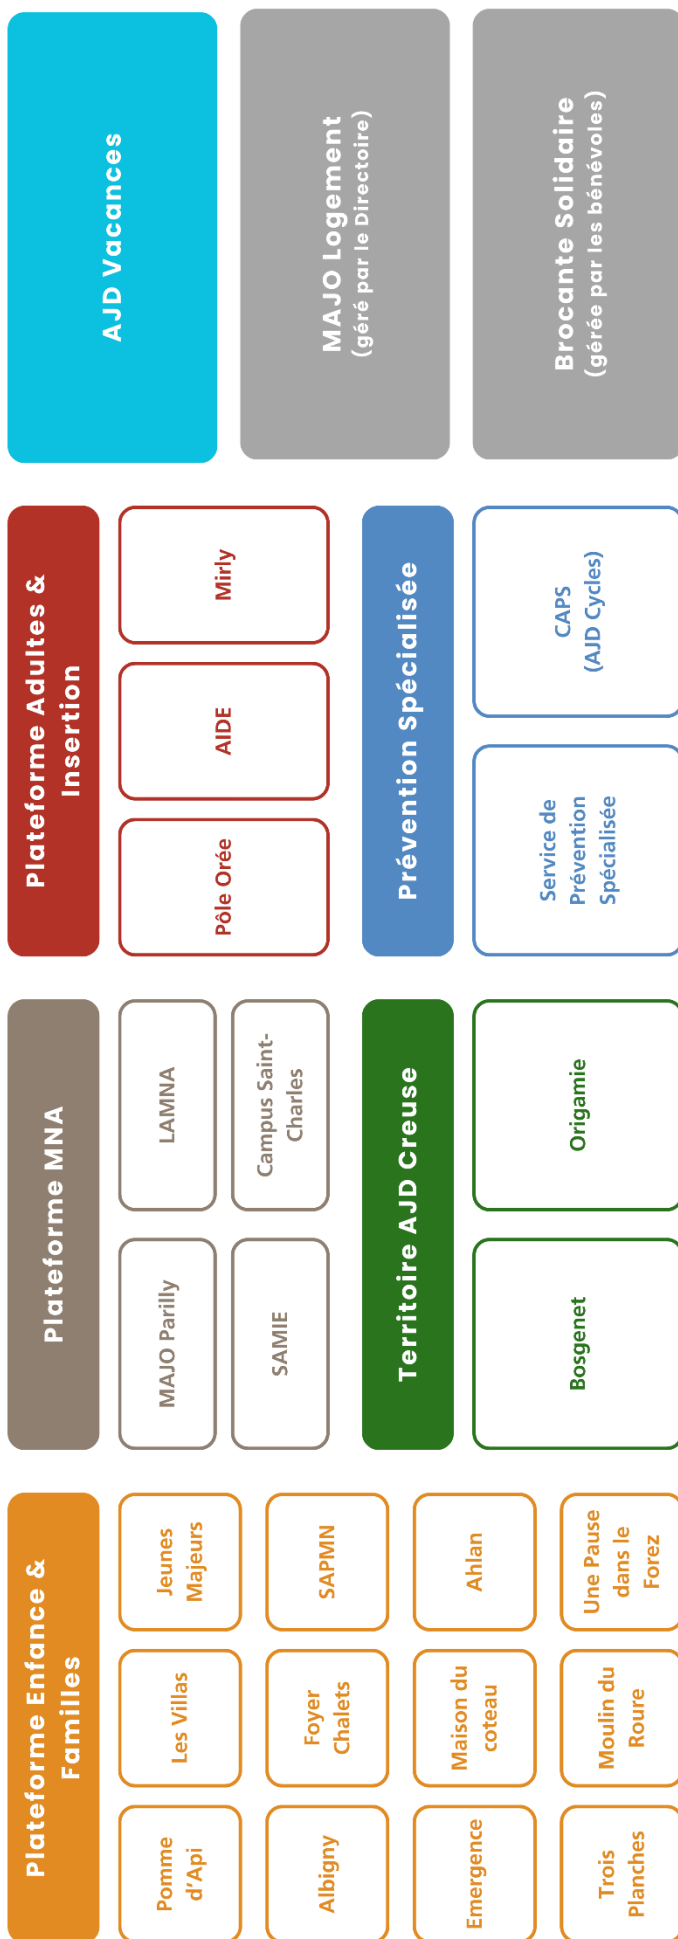 Plateforme Enfance &
Familles
Pomme
d’Api
Les Villas
Jeunes
Majeurs
Albigny
Foyer
Chalets
SAPMN
Emergence
Maison du
coteau
Ahlan
Trois
Planches
Moulin du
Roure
Une Pause
dans le
Forez
Plateforme MNA
MAJO Parilly
LAMNA
SAMIE
Campus Saint-
Charles
Territoire AJD Creuse
Bosgenet
Origamie
Plateforme Adultes &
Insertion
Pôle Orée
AIDE
Mirly
Prévention Spécialisée
Service de
Prévention
Spécialisée
CAPS
(AJD Cycles)
AJD Vacances
MAJO Logement
(géré par le Directoire)
Brocante Solidaire
(gérée par les bénévoles)